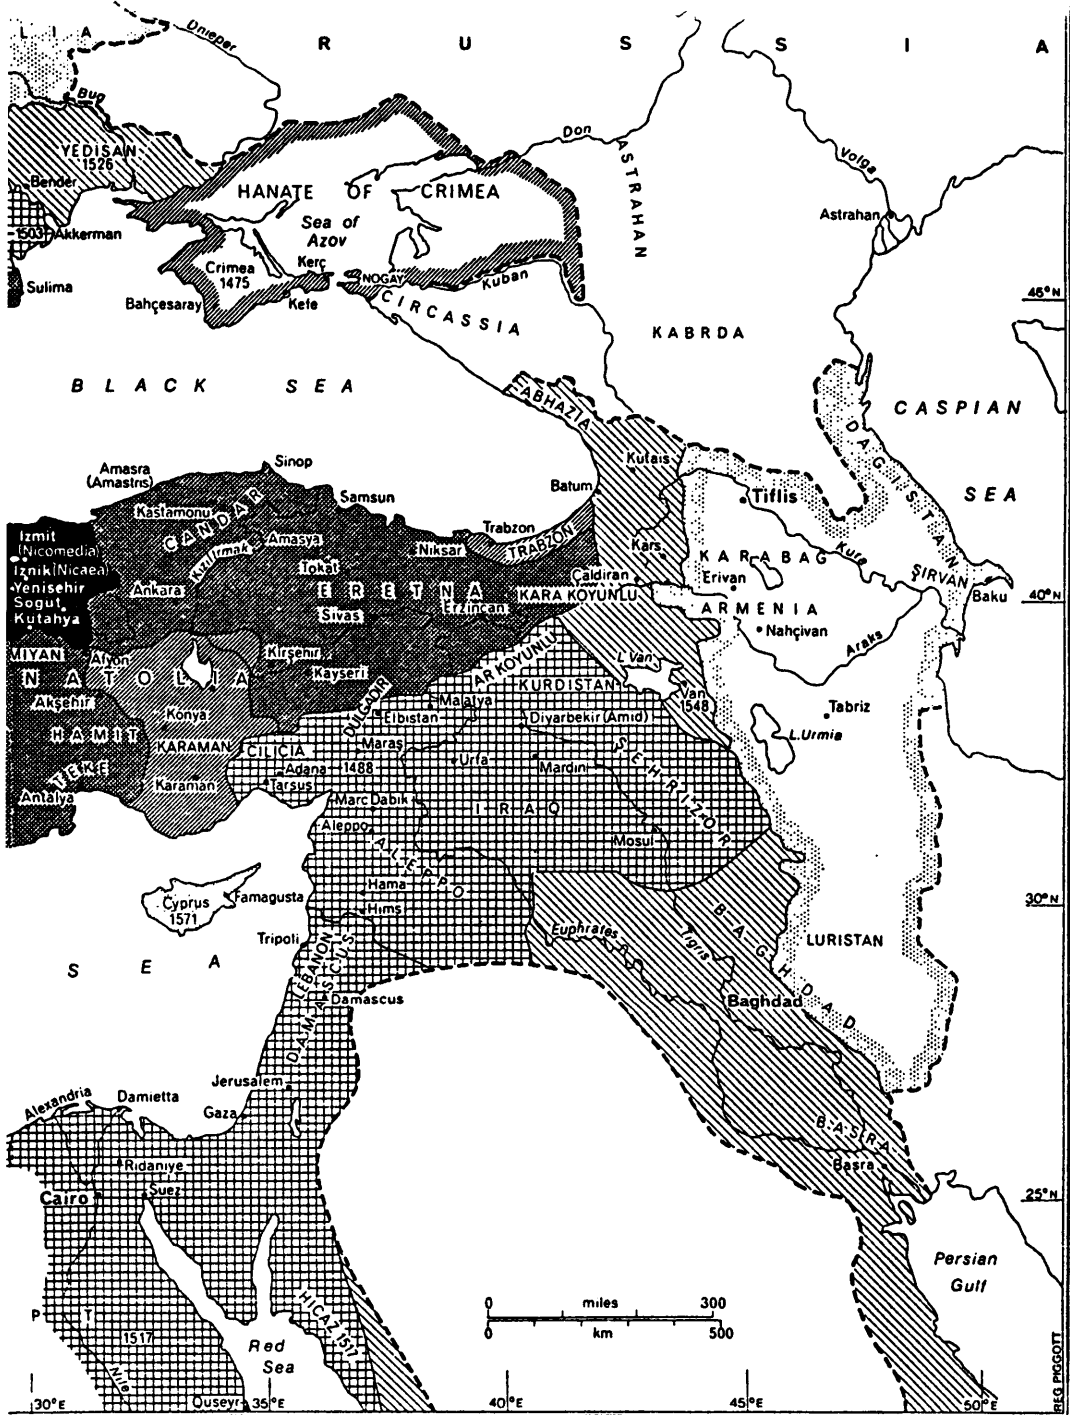 L I A
Dnieper
R U S S I A
Bug
YEDISAN
1526
Bender
Don
ASTRAHAN
Volga
HANATE OF CRIMEA
Astrahan
Sea of
Azov
1503
Akkerman
Crimea
1475
Kerç
NOGAY
Kuban
Sulima
Bahçesaray
Kefe
CIRCASSIA
45°N
KABRDA
BLACK SEA
ABHAZIA
CASPIAN
SEA
DAGISTAN
Sinop
Amasra
(Amastris)
Kutais
Samsun
Batum
Tiflis
Kastamonu
CANDAR
Trabzon
TRABZON
Izmit
(Nicomedia)
Kızıl Irmak
Amasya
Niksar
Kars
KARABAG
Kura
Iznik (Nicaea)
Tokat
Çaldiran
Erivan
ŞIRVAN
Yenisehir
Ankara
ERETNA
KARA KOYUNLU
Baku
Sogut
Sivas
Erzincan
ARMENIA
40°N
Kutahya
Nahçivan
Araks
MIYAN
Afyon
Kirşehir
AK KOYUNLU
L.Van
NATOLIA
Kayseri
KURDISTAN
Van
1548
Akşehir
DULGADIR
Malatya
Tabriz
Konya
Elbistan
Diyarbekir (Amid)
HAMIT
L.Urmia
KARAMAN
CILICIA
Maraş
1488
Urfa
Mardin
ŞEHRIZOR
TEKE
Karaman
Adana
Tarsus
Antalya
Marc Dabik
IRAQ
Aleppo
ALEPPO
Mosul
Hama
Cyprus
1571
Famagusta
Hims
30°N
Euphrates
Tigris
BAGHDAD
LURISTAN
Tripoli
LEBANON
DAMASCUS
S E A
Damascus
Baghdad
Jerusalem
Alexandria
Damietta
Gaza
BASRA
Ridaniye
Basra
Cairo
Suez
25°N
Persian
Gulf
HICAZ 1517
0 miles 300
P T
1517
0 km 500
Red
Sea
Nile
Quseyr
30°E 35°E 40°E 45°E 50°E
REG PIGGOTT